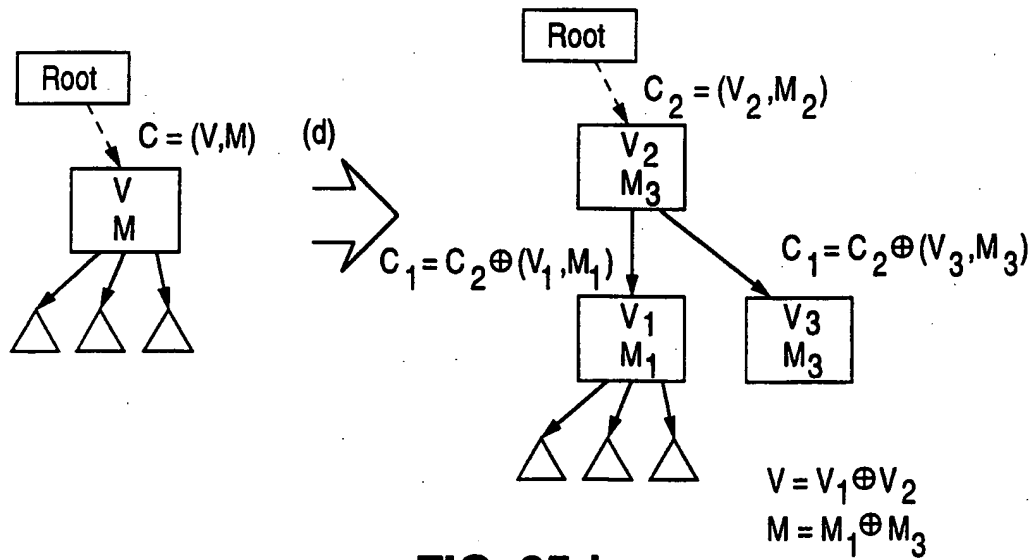 Root
C = (V,M)
V
M
(d)
Root
C₂ = (V₂,M₂)
V₂
M₃
C₁ = C₂ ⊕ (V₁,M₁)
C₁ = C₂ ⊕ (V₃,M₃)
V₁
M₁
V₃
M₃
V = V₁ ⊕ V₂
M = M₁ ⊕ M₃